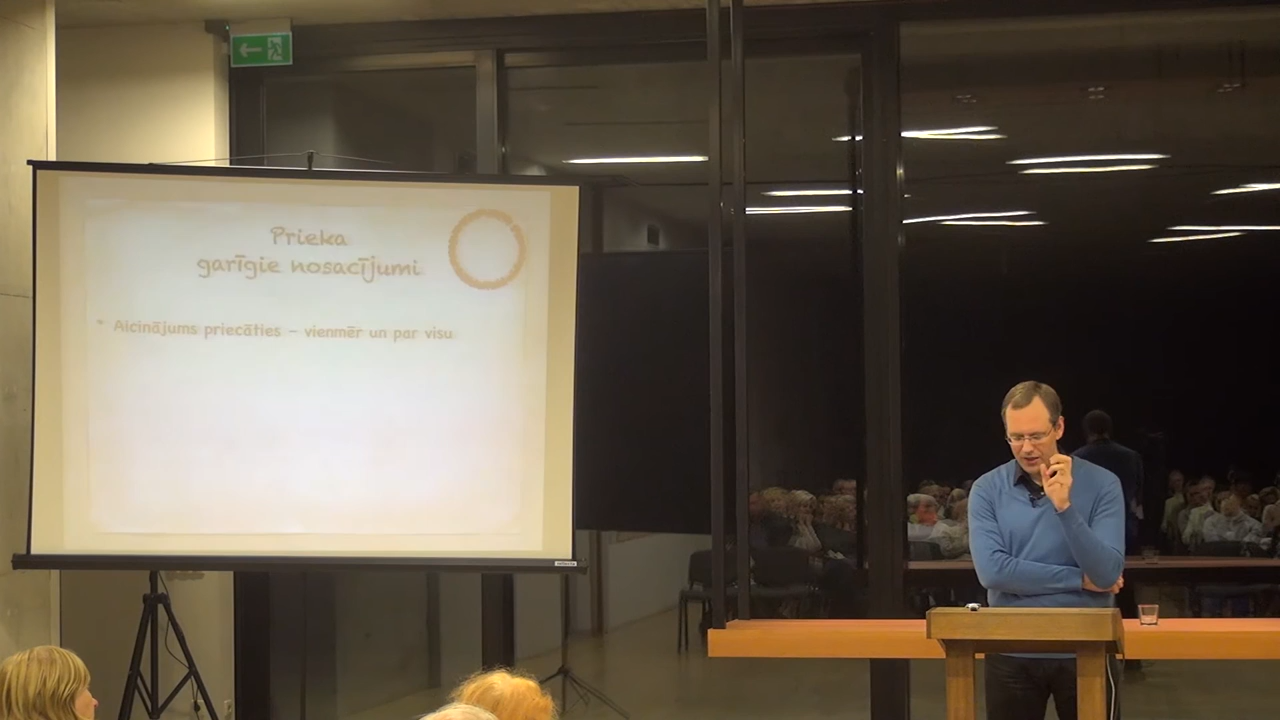 Prieka
garīgie nosacījumi
* Aicinājums priecāties – vienmēr un par visu